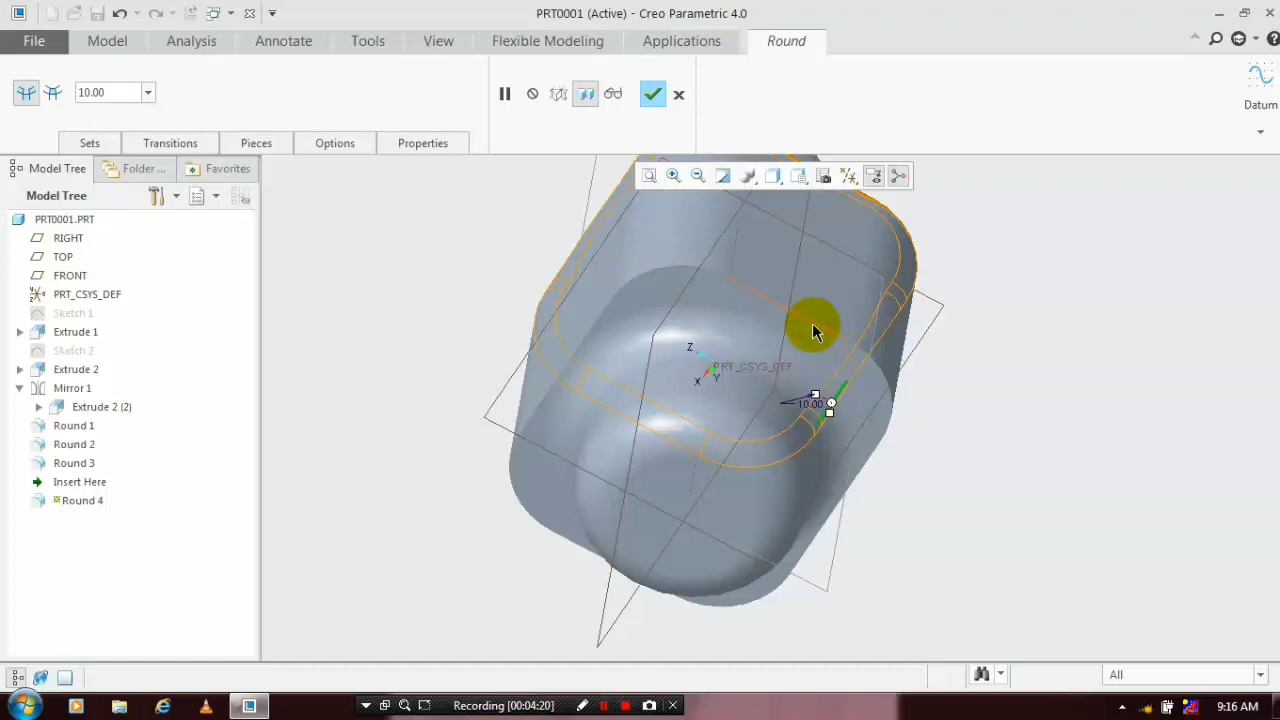 PRT0001 (Active) - Creo Parametric 4.0
File Model Analysis Annotate Tools View Flexible Modeling Applications Round
10.00
Datum
Sets Transitions Pieces Options Properties
Model Tree Folder ... Favorites
Model Tree
PRT0001.PRT
RIGHT
TOP
FRONT
PRT_CSYS_DEF
Sketch 1
Extrude 1
Sketch 2
Extrude 2
Mirror 1
Extrude 2 (2)
Round 1
Round 2
Round 3
Insert Here
Round 4
Z
PRT_CSYS_DEF
X Y
10.00
All
Recording [00:04:20]
9:16 AM